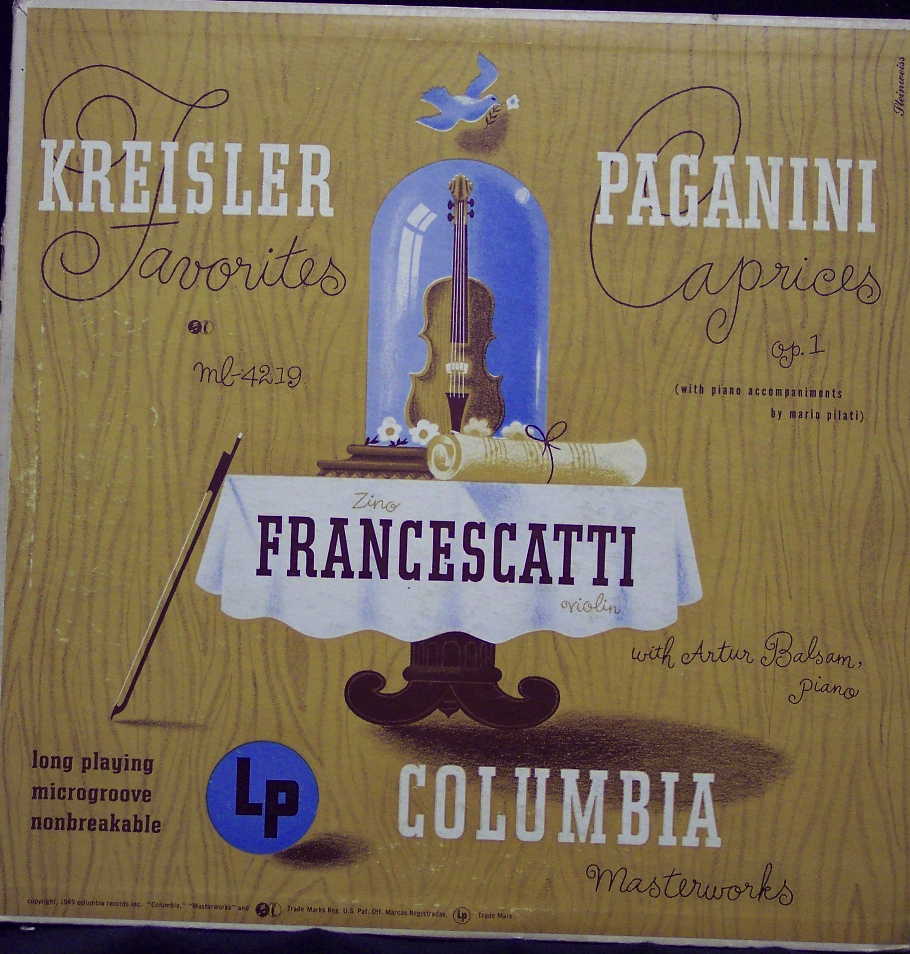 Steinweiss
KREISLER
Favorites
PAGANINI
Caprices
ml-4219
op. 1
(with piano accompaniments
by mario pilati)
Zino
FRANCESCATTI
violin
with Artur Balsam,
piano
long playing
microgroove
nonbreakable
Lp
COLUMBIA
Masterworks
copyright, 1949 columbia records inc. "Columbia," "Masterworks" and Trade Marks Reg. U.S. Pat. Off. Marcas Registradas. Lp Trade Mark